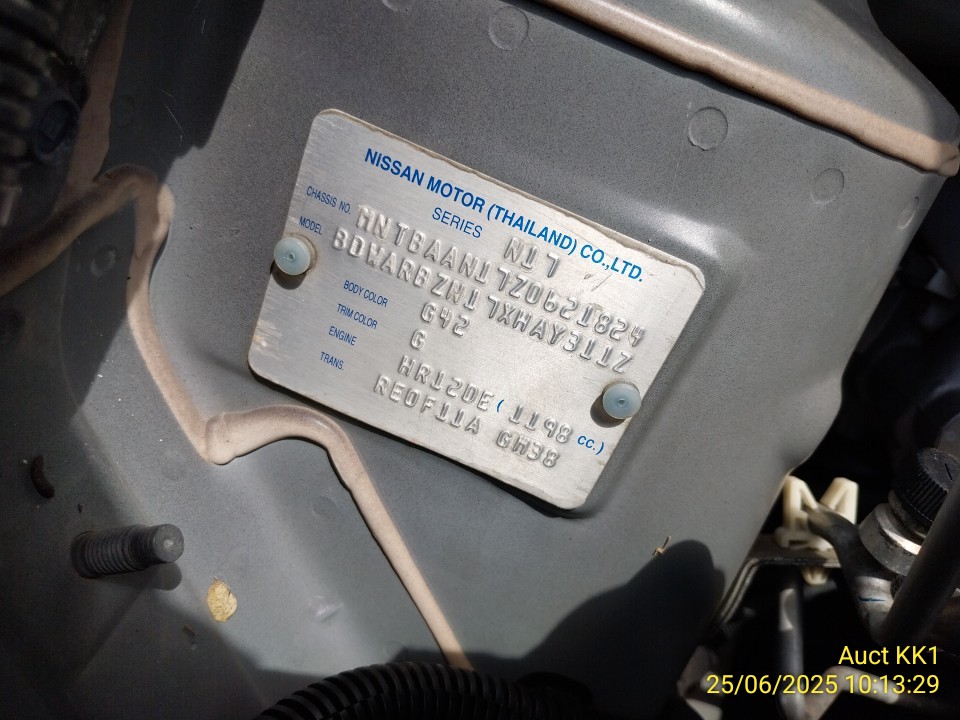 NISSAN MOTOR (THAILAND) CO.,LTD.
SERIES N17
CHASSIS NO. MNTBAAN17Z0621824
MODEL BDWARBZN17XHAY311Z
BODY COLOR G42
TRIM COLOR G
ENGINE HR12DE ( 1198 cc.)
TRANS. RE0F11A GW38
Auct KK1
25/06/2025 10:13:29